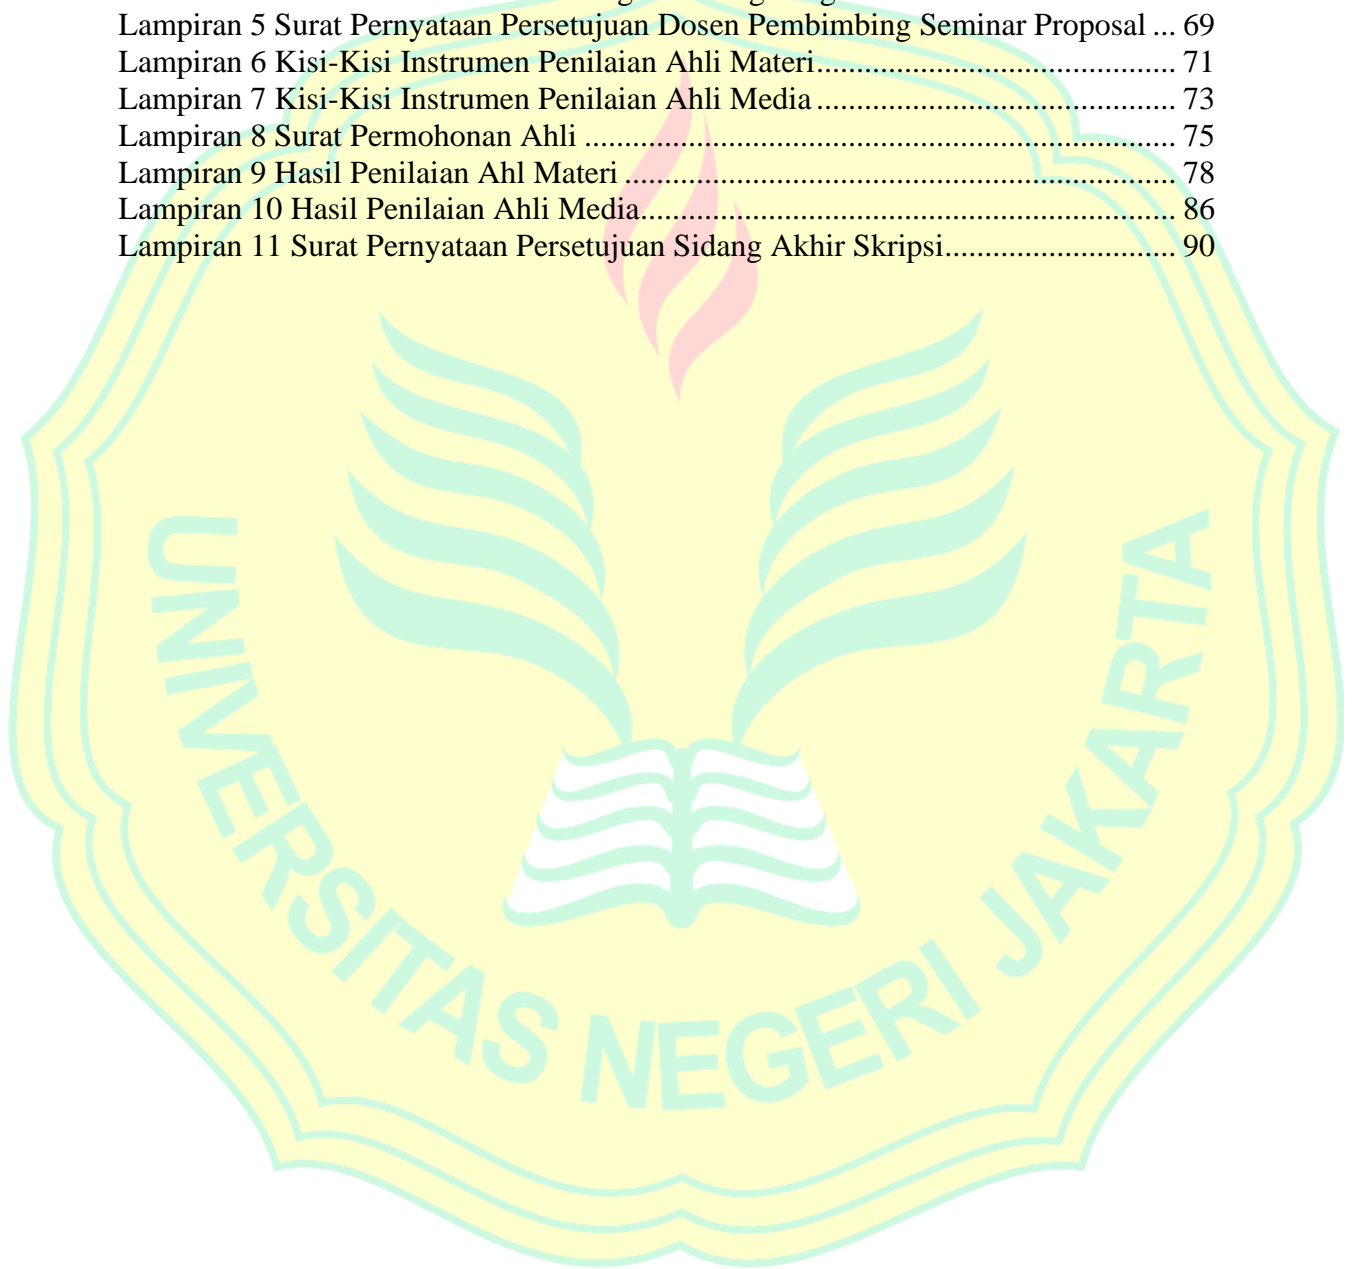 Lampiran 5 Surat Pernyataan Persetujuan Dosen Pembimbing Seminar Proposal ... 69
Lampiran 6 Kisi-Kisi Instrumen Penilaian Ahli Materi............................................. 71
Lampiran 7 Kisi-Kisi Instrumen Penilaian Ahli Media ............................................. 73
Lampiran 8 Surat Permohonan Ahli ......................................................................... 75
Lampiran 9 Hasil Penilaian Ahl Materi .................................................................... 78
Lampiran 10 Hasil Penilaian Ahli Media................................................................... 86
Lampiran 11 Surat Pernyataan Persetujuan Sidang Akhir Skripsi............................. 90
UNIVERSITAS NEGERI JAKARTA